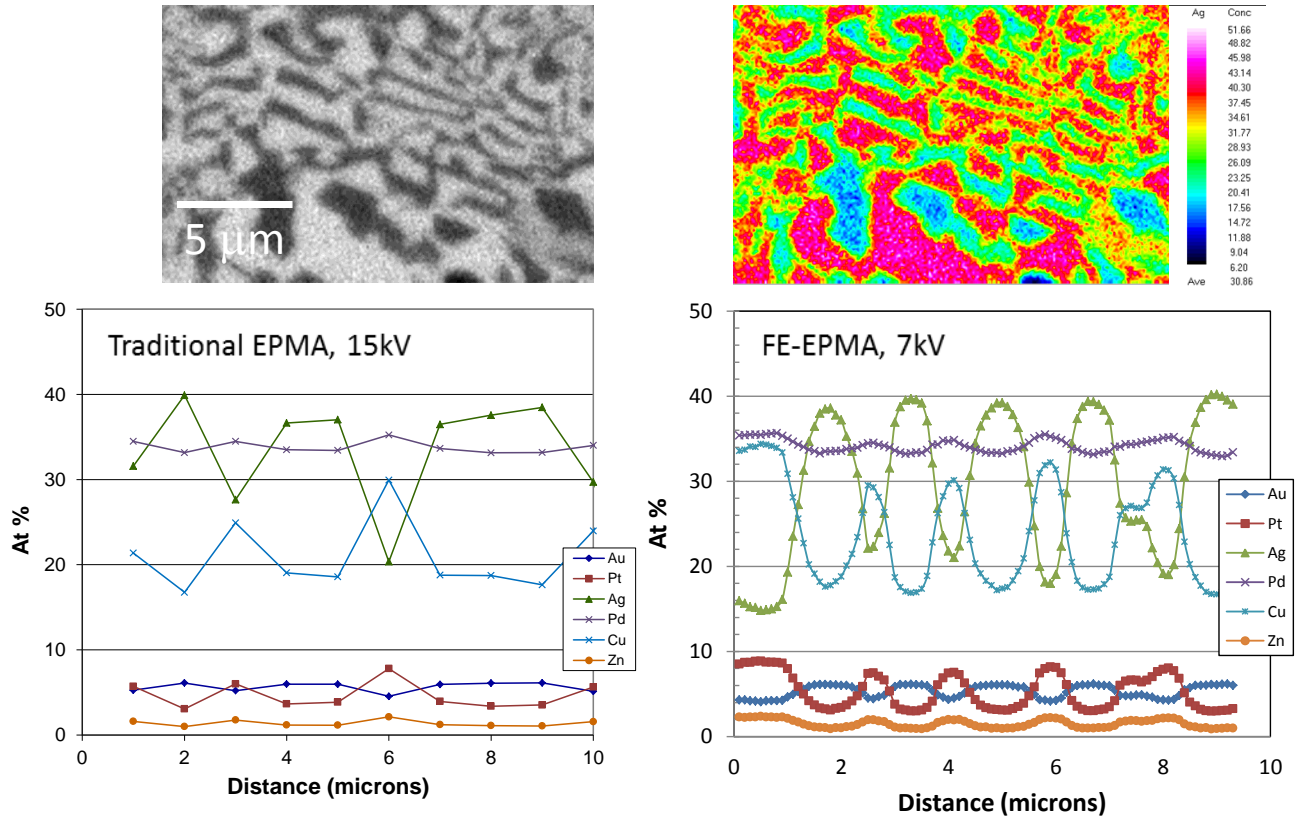 5 µm
Ag Conc
51.66
48.82
45.98
43.14
40.30
37.45
34.61
31.77
28.93
26.09
23.25
20.41
17.56
14.72
11.88
9.04
6.20
Ave 30.86
Traditional EPMA, 15kV
50
40
30
20
10
0
At %
0 2 4 6 8 10
Distance (microns)
Au
Pt
Ag
Pd
Cu
Zn
FE-EPMA, 7kV
50
40
30
20
10
0
At %
0 2 4 6 8 10
Distance (microns)
Au
Pt
Ag
Pd
Cu
Zn